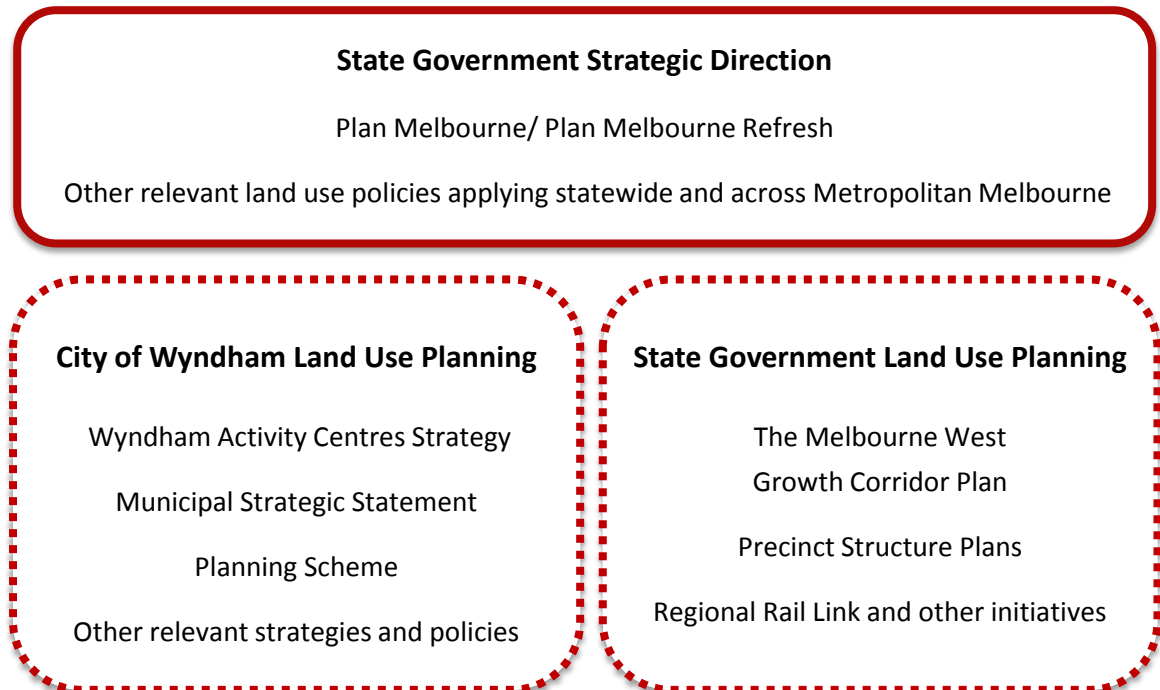 State Government Strategic Direction
Plan Melbourne/ Plan Melbourne Refresh
Other relevant land use policies applying statewide and across Metropolitan Melbourne
City of Wyndham Land Use Planning
Wyndham Activity Centres Strategy
Municipal Strategic Statement
Planning Scheme
Other relevant strategies and policies
State Government Land Use Planning
The Melbourne West
Growth Corridor Plan
Precinct Structure Plans
Regional Rail Link and other initiatives